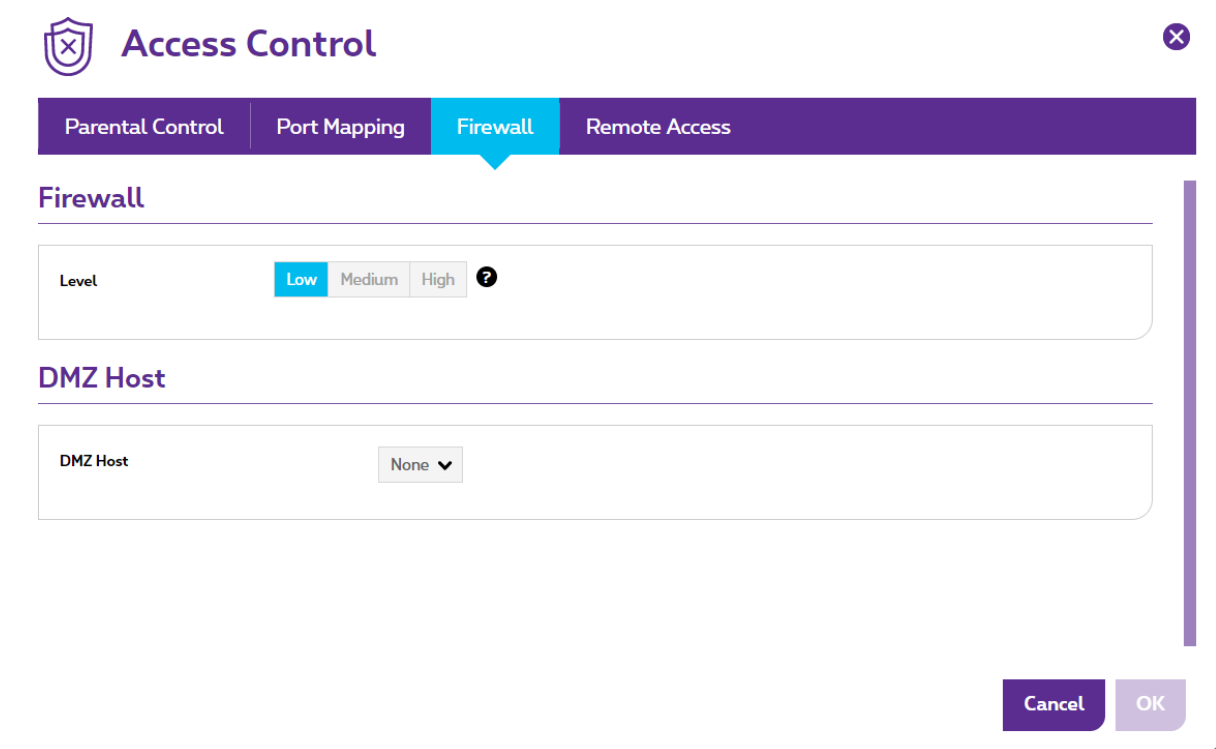 Access Control
Parental Control Port Mapping Firewall Remote Access
Firewall
Level Low Medium High ?
DMZ Host
DMZ Host None
Cancel OK